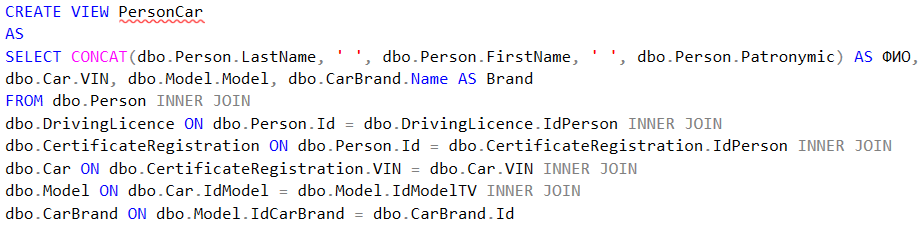 CREATE VIEW PersonCar
AS
SELECT CONCAT(dbo.Person.LastName, ' ', dbo.Person.FirstName, ' ', dbo.Person.Patronymic) AS ФИО,
dbo.Car.VIN, dbo.Model.Model, dbo.CarBrand.Name AS Brand
FROM dbo.Person INNER JOIN
dbo.DrivingLicence ON dbo.Person.Id = dbo.DrivingLicence.IdPerson INNER JOIN
dbo.CertificateRegistration ON dbo.Person.Id = dbo.CertificateRegistration.IdPerson INNER JOIN
dbo.Car ON dbo.CertificateRegistration.VIN = dbo.Car.VIN INNER JOIN
dbo.Model ON dbo.Car.IdModel = dbo.Model.IdModelTV INNER JOIN
dbo.CarBrand ON dbo.Model.IdCarBrand = dbo.CarBrand.Id